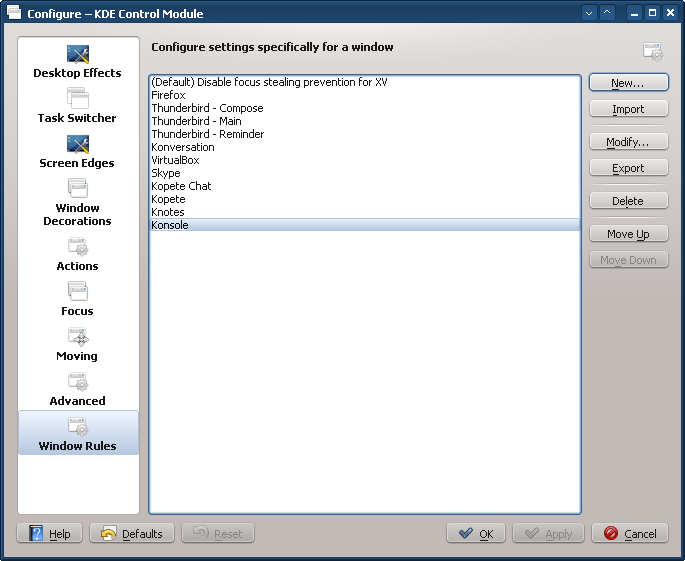 Configure – KDE Control Module
Desktop Effects
Task Switcher
Screen Edges
Window
Decorations
Actions
Focus
Moving
Advanced
Window Rules
Configure settings specifically for a window
(Default) Disable focus stealing prevention for XV
Firefox
Thunderbird - Compose
Thunderbird - Main
Thunderbird - Reminder
Konversation
VirtualBox
Skype
Kopete Chat
Kopete
Knotes
Konsole
New...
Import
Modify...
Export
Delete
Move Up
Move Down
Help
Defaults
Reset
OK
Apply
Cancel